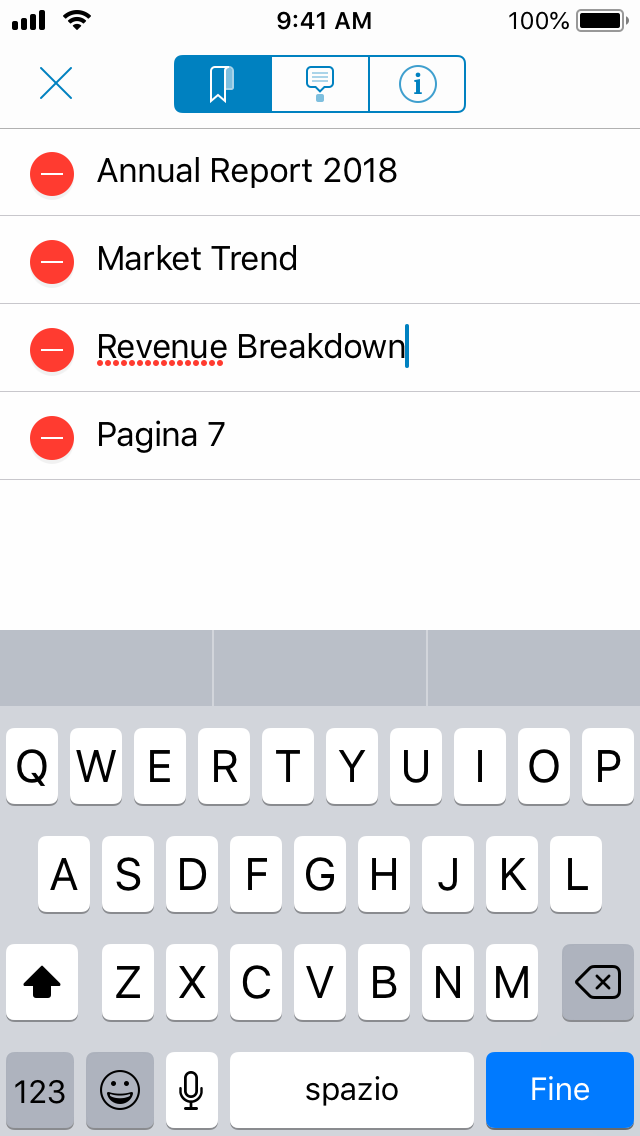 9:41 AM 100%
i
Annual Report 2018
Market Trend
Revenue Breakdown
Pagina 7
Q W E R T Y U I O P
A S D F G H J K L
Z X C V B N M
123 spazio Fine